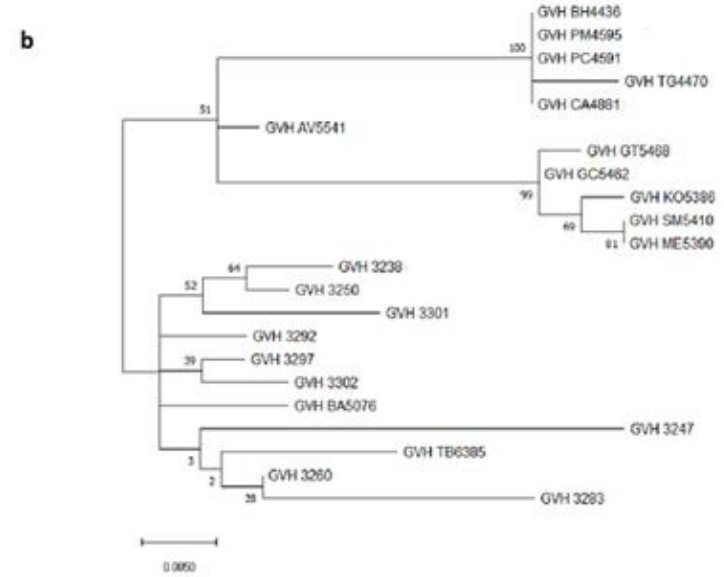 b
GVH BH4436
GVH PM4595
100
GVH PC4591
GVH TG4470
GVH CA4881
51
GVH AV5541
GVH GT5468
GVH GC5462
99
GVH KO5386
GVH SM5410
69
GVH ME5390
81
64
GVH 3238
52
GVH 3250
GVH 3301
GVH 3292
39
GVH 3297
GVH 3302
GVH BA5076
GVH 3247
3
GVH TB6385
2
GVH 3260
28
GVH 3283
0.0050